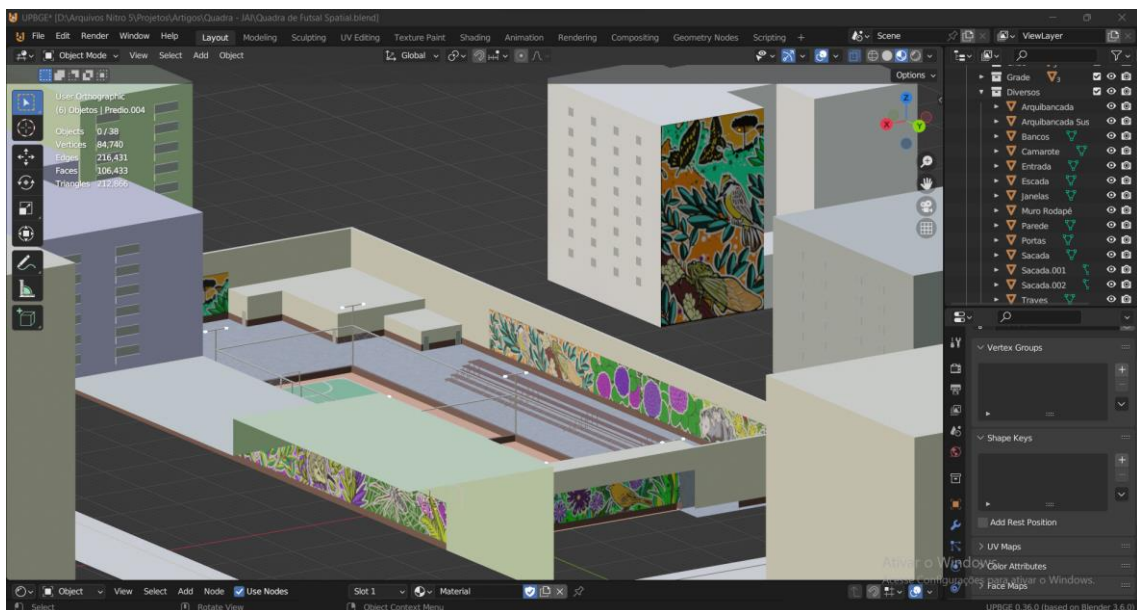 UPBGE* [D:\Arquivos Nitro 5\Projetos\Artigos\Quadra - JAI\Quadra de Futsal Spatial.blend]
File Edit Render Window Help Layout Modeling Sculpting UV Editing Texture Paint Shading Animation Rendering Compositing Geometry Nodes Scripting + Scene ViewLayer
Object Mode View Select Add Object Global
Options
User Orthographic
(6) Objetos | Predio.004
Objects 0/38
Vertices 84,740
Edges 216,431
Faces 106,433
Triangles 212,866
X
Y
Z
Grade 3
Diversos
Arquibancada
Arquibancada Sus
Bancos
Camarote
Entrada
Escada
Janelas
Muro Rodapé
Parede
Portas
Sacada
Sacada.001
Sacada.002
Traves
Vertex Groups
Shape Keys
Add Rest Position
UV Maps
Color Attributes
Face Maps
Ativar o Windows
Acesse Configurações para ativar o Windows.
Object View Select Add Node Use Nodes Slot 1 Material
Select Rotate View Object Context Menu UPBGE 0.36.0 (based on Blender 3.6.0)